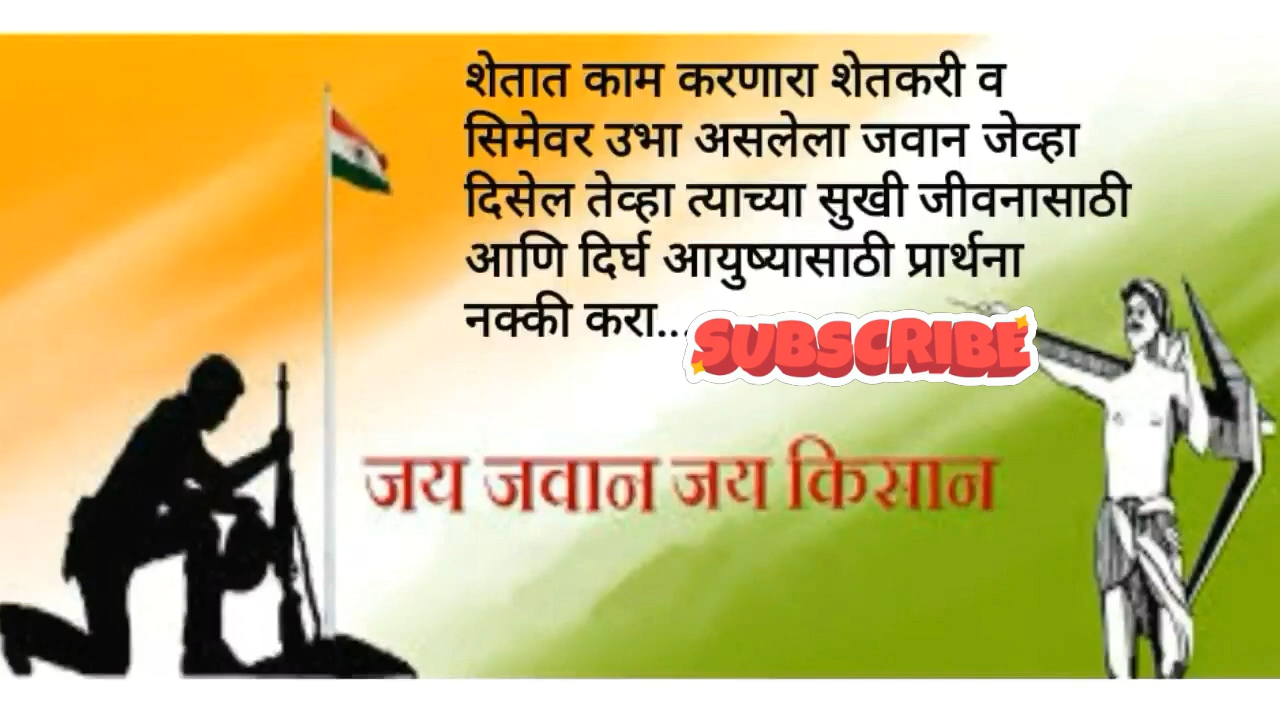 शेतात काम करणारा शेतकरी व
सिमेवर उभा असलेला जवान जेव्हा
दिसेल तेव्हा त्याच्या सुखी जीवनासाठी
आणि दिर्घ आयुष्यासाठी प्रार्थना
नक्की करा...
SUBSCRIBE
जय जवान जय किसान